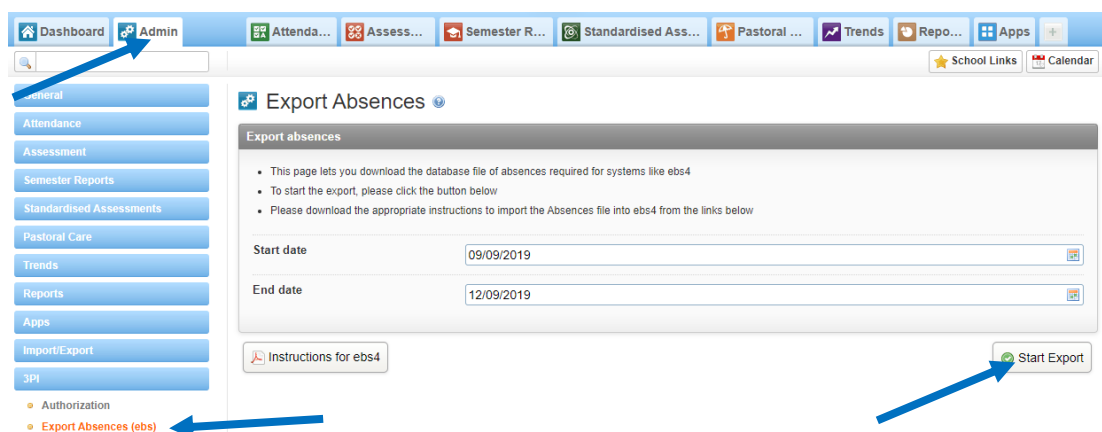 Dashboard Admin Attenda... Assess... Semester R... Standardised Ass... Pastoral ... Trends Repo... Apps +
School Links Calendar
General
Attendance
Assessment
Semester Reports
Standardised Assessments
Pastoral Care
Trends
Reports
Apps
Import/Export
3PI
Authorization
Export Absences (ebs)
Export Absences
Export absences
This page lets you download the database file of absences required for systems like ebs4
To start the export, please click the button below
Please download the appropriate instructions to import the Absences file into ebs4 from the links below
Start date 09/09/2019
End date 12/09/2019
Instructions for ebs4 Start Export